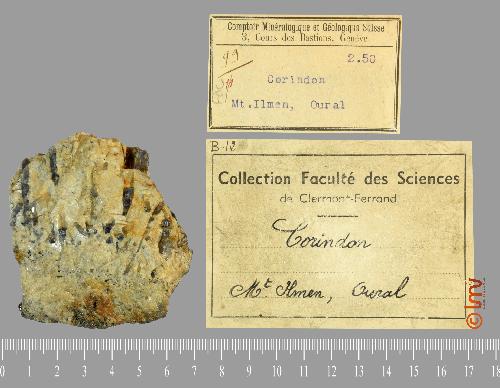 Comptoir Minéralogique et Géologique Suisse
3, Cours des Bastions, Genève
2.50
Corindon
Mt.Ilmen, Oural
B-12
Collection Faculté des Sciences
de Clermont-Ferrand
Corindon
Mt Ilmen, Oural
© lmv
0 1 2 3 4 5 6 7 8 9 10 11 12 13 14 15 16 17 18